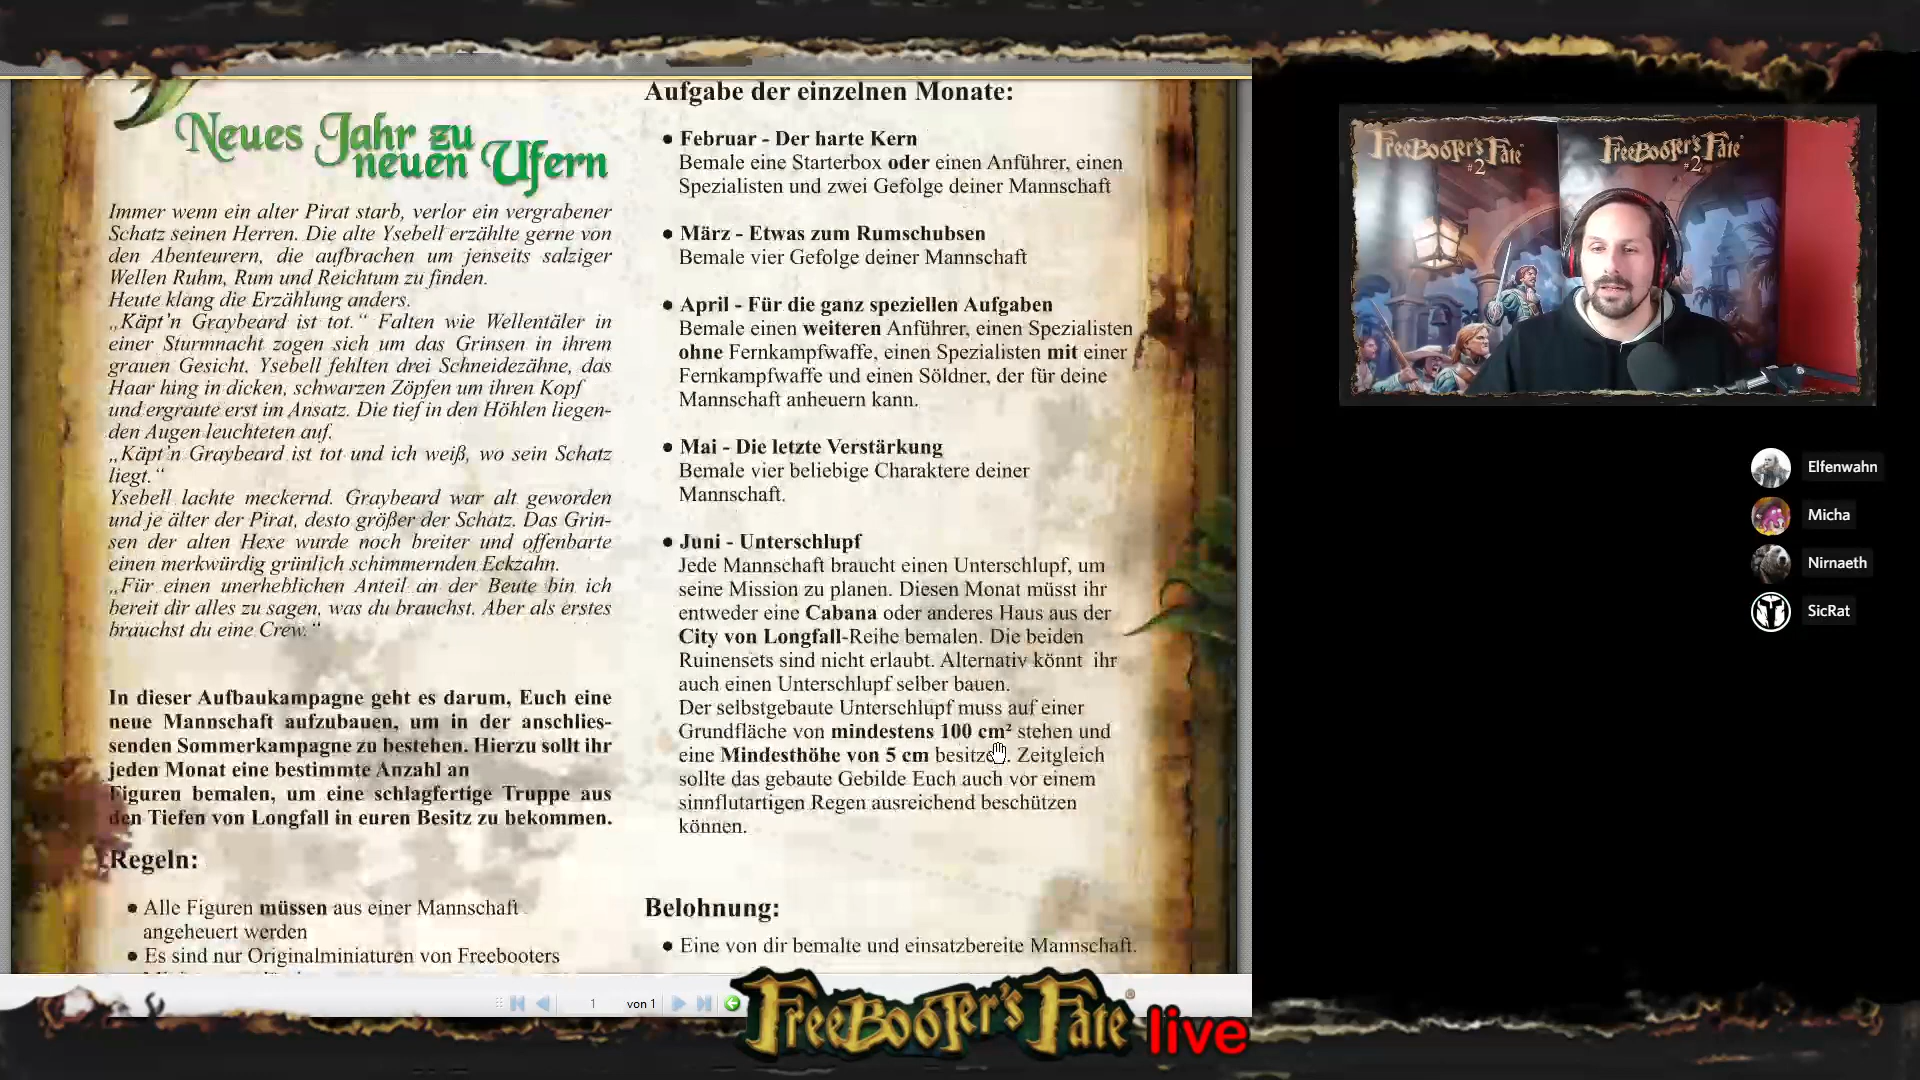 Neues Jahr zu
neuen Ufern
Immer wenn ein alter Pirat starb, verlor ein vergrabener
Schatz seinen Herren. Die alte Ysebell erzählte gerne von
den Abenteurern, die aufbrachen um jenseits salziger
Wellen Ruhm, Rum und Reichtum zu finden.
Heute klang die Erzählung anders.
„Käpt'n Graybeard ist tot.“ Falten wie Wellentäler in
einer Sturmnacht zogen sich um das Grinsen in ihrem
grauen Gesicht. Ysebell fehlten drei Schneidezähne, das
Haar hing in dicken, schwarzen Zöpfen um ihren Kopf
und ergraute erst im Ansatz. Die tief in den Höhlen liegen-
den Augen leuchteten auf.
„Käpt'n Graybeard ist tot und ich weiß, wo sein Schatz
liegt.“
Ysebell lachte meckernd. Graybeard war alt geworden
und je älter der Pirat, desto größer der Schatz. Das Grin-
sen der alten Hexe wurde noch breiter und offenbarte
einen merkwürdig grünlich schimmernden Eckzahn.
„Für einen unerheblichen Anteil an der Beute bin ich
bereit dir alles zu sagen, was du brauchst. Aber als erstes
brauchst du eine Crew.“
In dieser Aufbaukampagne geht es darum, Euch eine
neue Mannschaft aufzubauen, um in der anschlies-
senden Sommerkampagne zu bestehen. Hierzu sollt ihr
jeden Monat eine bestimmte Anzahl an
Figuren bemalen, um eine schlagfertige Truppe aus
den Tiefen von Longfall in euren Besitz zu bekommen.
Regeln:
● Alle Figuren müssen aus einer Mannschaft
angeheuert werden
● Es sind nur Originalminiaturen von Freebooters
Aufgabe der einzelnen Monate:
● Februar - Der harte Kern
Bemale eine Starterbox oder einen Anführer, einen
Spezialisten und zwei Gefolge deiner Mannschaft
● März - Etwas zum Rumschubsen
Bemale vier Gefolge deiner Mannschaft
● April - Für die ganz speziellen Aufgaben
Bemale einen weiteren Anführer, einen Spezialisten
ohne Fernkampfwaffe, einen Spezialisten mit einer
Fernkampfwaffe und einen Söldner, der für deine
Mannschaft anheuern kann.
● Mai - Die letzte Verstärkung
Bemale vier beliebige Charaktere deiner
Mannschaft.
● Juni - Unterschlupf
Jede Mannschaft braucht einen Unterschlupf, um
seine Mission zu planen. Diesen Monat müsst ihr
entweder eine Cabana oder anderes Haus aus der
City von Longfall-Reihe bemalen. Die beiden
Ruinensets sind nicht erlaubt. Alternativ könnt ihr
auch einen Unterschlupf selber bauen.
Der selbstgebaute Unterschlupf muss auf einer
Grundfläche von mindestens 100 cm² stehen und
eine Mindesthöhe von 5 cm besitzen. Zeitgleich
sollte das gebaute Gebilde Euch auch vor einem
sinnflutartigen Regen ausreichend beschützen
können.
Belohnung:
● Eine von dir bemalte und einsatzbereite Mannschaft.
1 von 1
Freebooter's Fate® live
Freebooter's Fate #2
Freebooter's Fate #2
Elfenwahn
Micha
Nirnaeth
SicRat